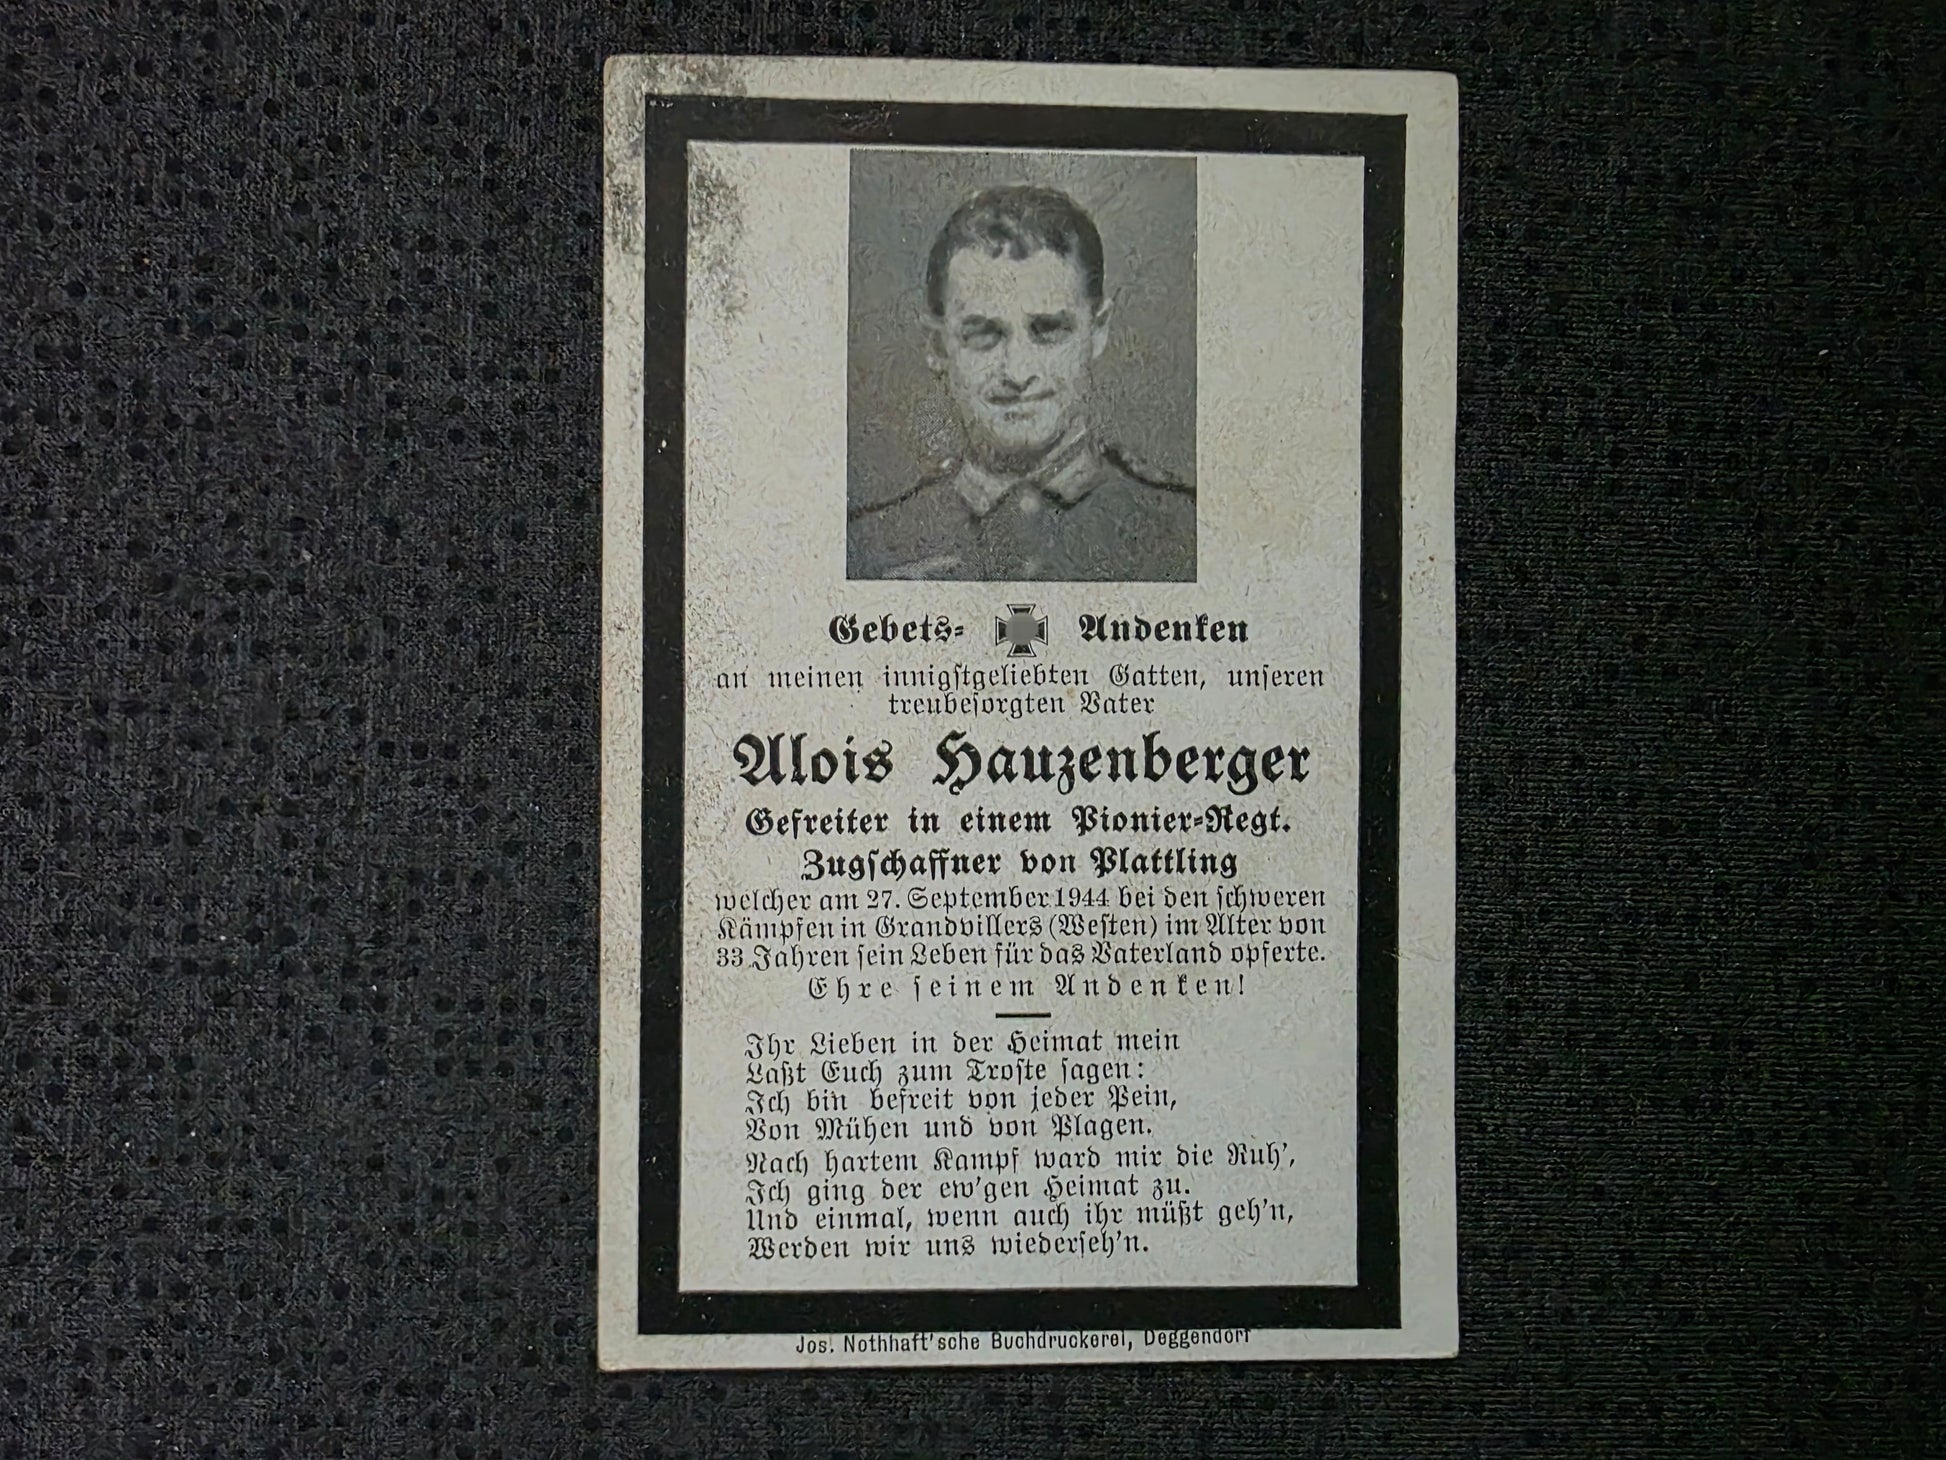 Gebets- Andenken
an meinen innigstgeliebten Gatten, unseren
treubesorgten Vater
Alois Hauzenberger
Gefreiter in einem Pionier-Regt.
Zugschaffner von Plattling
welcher am 27. September 1944 bei den schweren
Kämpfen in Grandvillers (Westen) im Alter von
33 Jahren sein Leben für das Vaterland opferte.
Ehre seinem Andenken!
Ihr Lieben in der Heimat mein
Laßt Euch zum Troste sagen:
Ich bin befreit von jeder Pein,
Von Mühen und von Plagen.
Nach hartem Kampf ward mir die Ruh',
Ich ging der ew'gen Heimat zu.
Und einmal, wenn auch ihr müßt geh'n,
Werden wir uns wiederseh'n.
Jos. Nothhaft'sche Buchdruckerei, Deggendorf